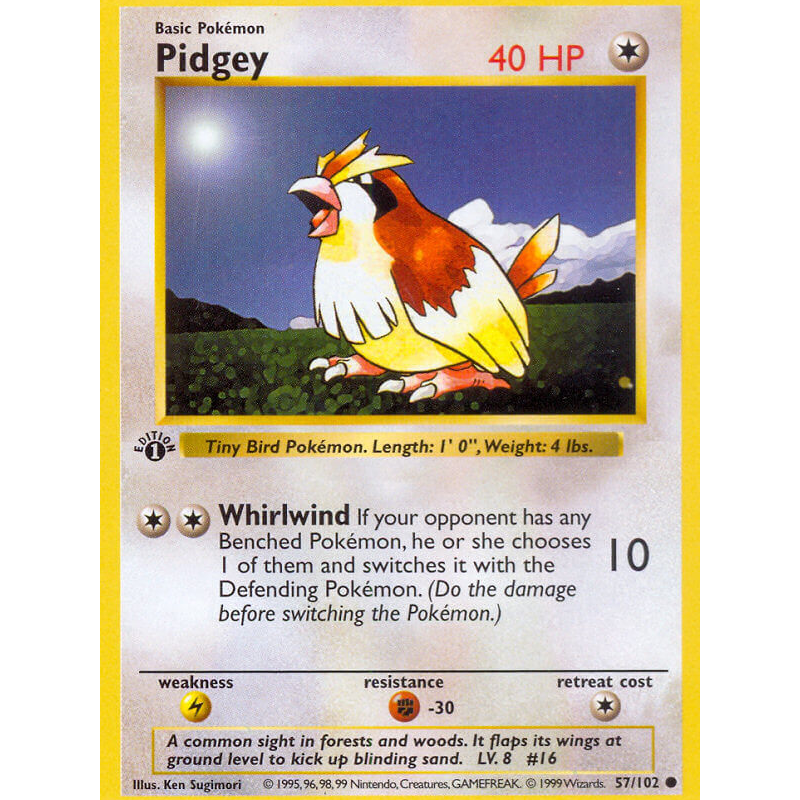 Basic Pokémon
Pidgey
40 HP
EDITION
1
Tiny Bird Pokémon. Length: 1' 0", Weight: 4 lbs.
Whirlwind If your opponent has any
Benched Pokémon, he or she chooses
1 of them and switches it with the
Defending Pokémon. (Do the damage
before switching the Pokémon.)
10
weakness
resistance
retreat cost
-30
A common sight in forests and woods. It flaps its wings at
ground level to kick up blinding sand. LV. 8 #16
Illus. Ken Sugimori © 1995, 96, 98, 99 Nintendo, Creatures, GAMEFREAK. © 1999 Wizards. 57/102